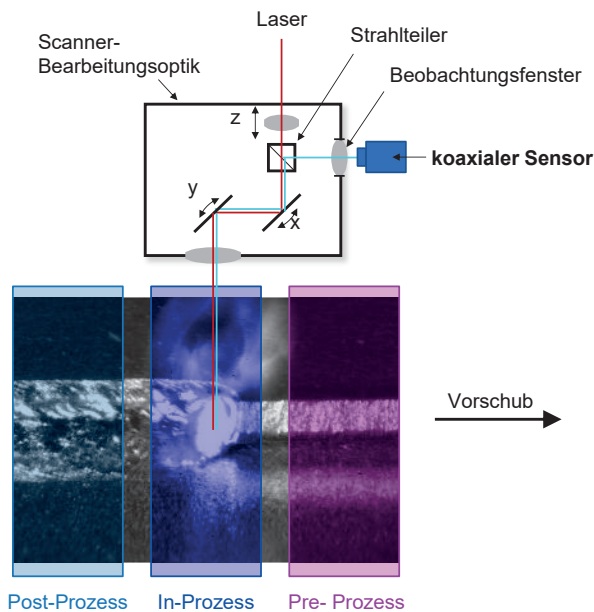 Laser
Scanner-
Bearbeitungsoptik
Strahlteiler
Beobachtungsfenster
z
koaxialer Sensor
y
x
Vorschub
Post-Prozess
In-Prozess
Pre- Prozess